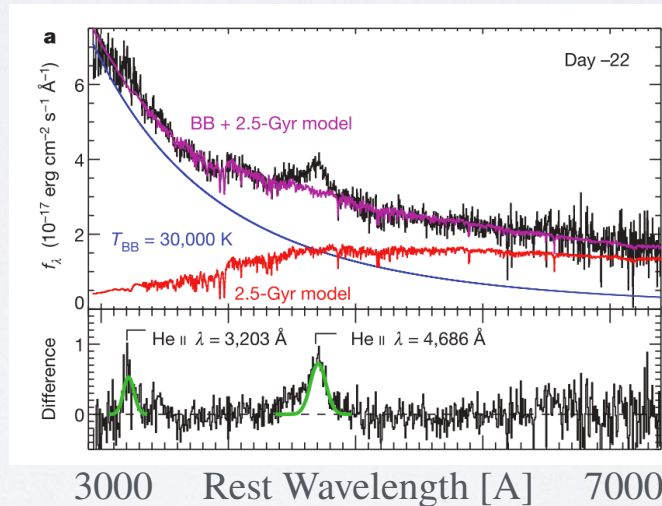 a
Day –22
6
4
2
0
f_λ (10⁻¹⁷ erg cm⁻² s⁻¹ Å⁻¹)
BB + 2.5-Gyr model
T_BB = 30,000 K
2.5-Gyr model
1
0
Difference
He II λ = 3,203 Å
He II λ = 4,686 Å
3000 Rest Wavelength [A] 7000